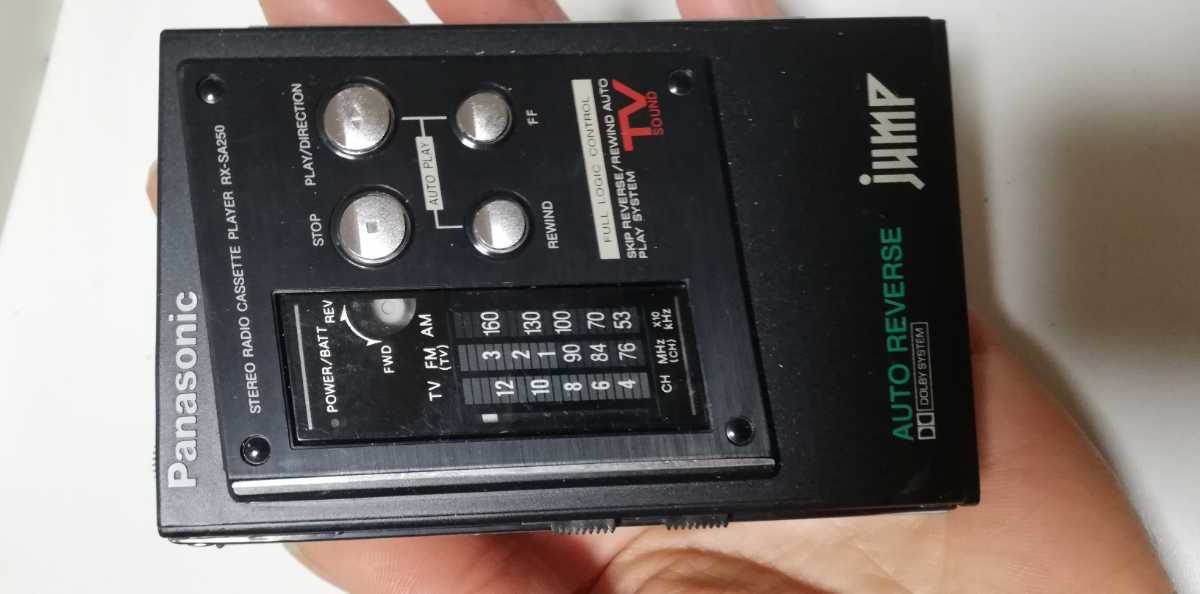 Panasonic
STEREO RADIO CASSETTE PLAYER RX-SA250
POWER/BATT
FWD
REV
STOP
PLAY/DIRECTION
AUTO PLAY
REWIND
FF
TV FM AM
(TV)
12 3 160
10 2 130
8 1 100
6 90 70
4 84 53
76
CH MHz X10
(CH) kHz
FULL LOGIC CONTROL
SKIP REVERSE/REWIND AUTO
PLAY SYSTEM
TV
SOUND
AUTO REVERSE
DOLBY SYSTEM
jump